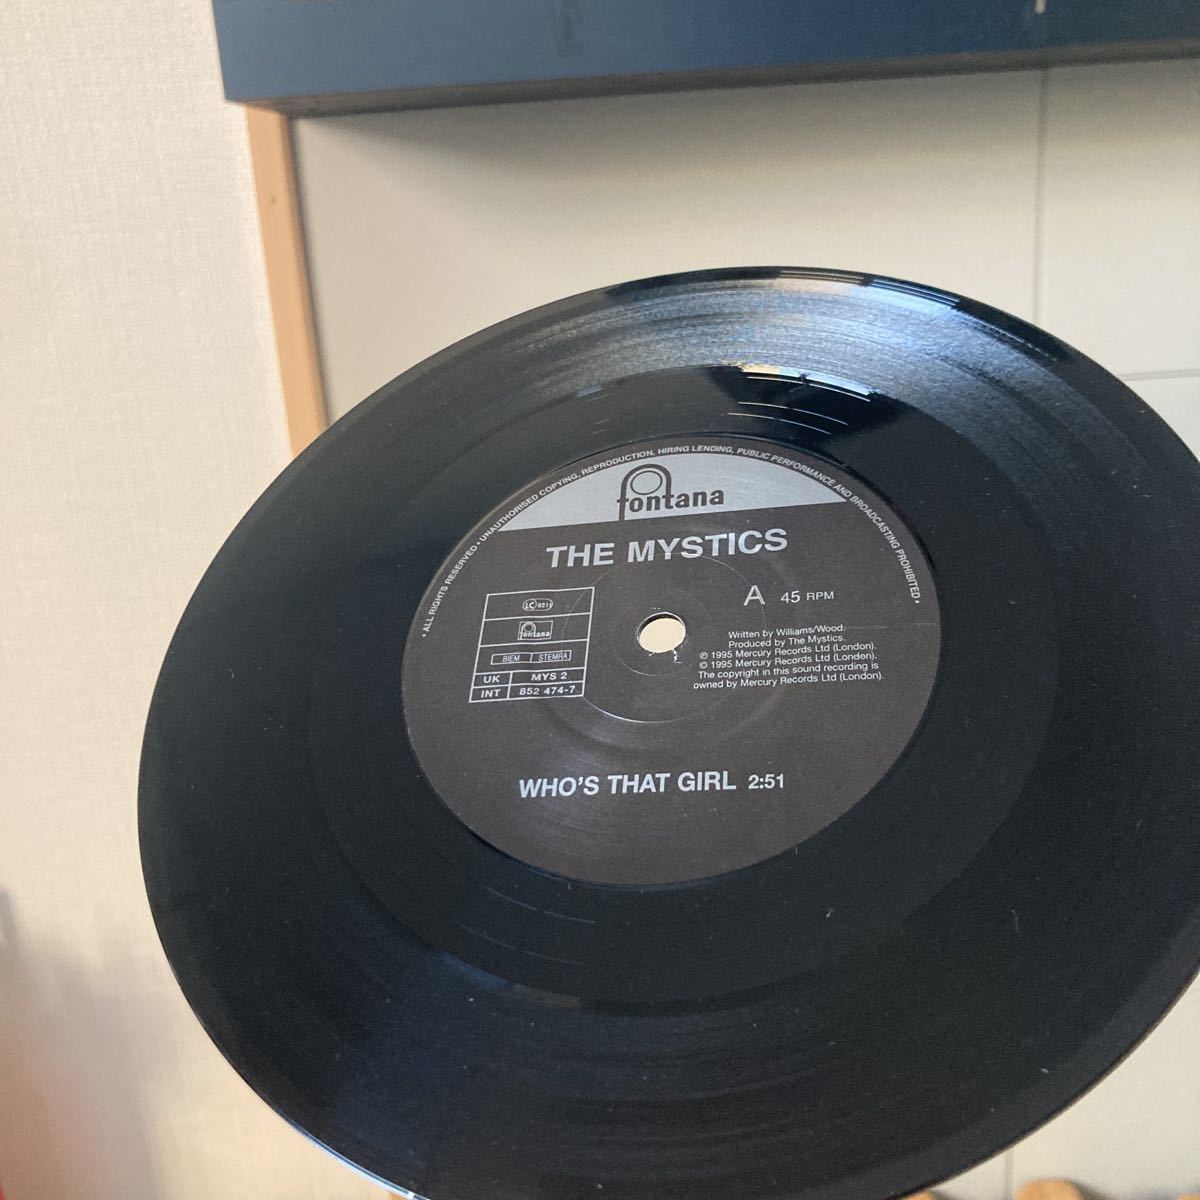 • ALL RIGHTS RESERVED • UNAUTHORISED COPYING, REPRODUCTION, HIRING LENDING, PUBLIC PERFORMANCE AND BROADCASTING PROHIBITED •
fontana
THE MYSTICS
A 45 RPM
LC 0211
fontana
BIEM STEMRA
UK MYS 2
INT 852 474-7
Written by Williams/Wood.
Produced by The Mystics.
℗ 1995 Mercury Records Ltd (London).
© 1995 Mercury Records Ltd (London).
The copyright in this sound recording is
owned by Mercury Records Ltd (London).
WHO'S THAT GIRL 2:51